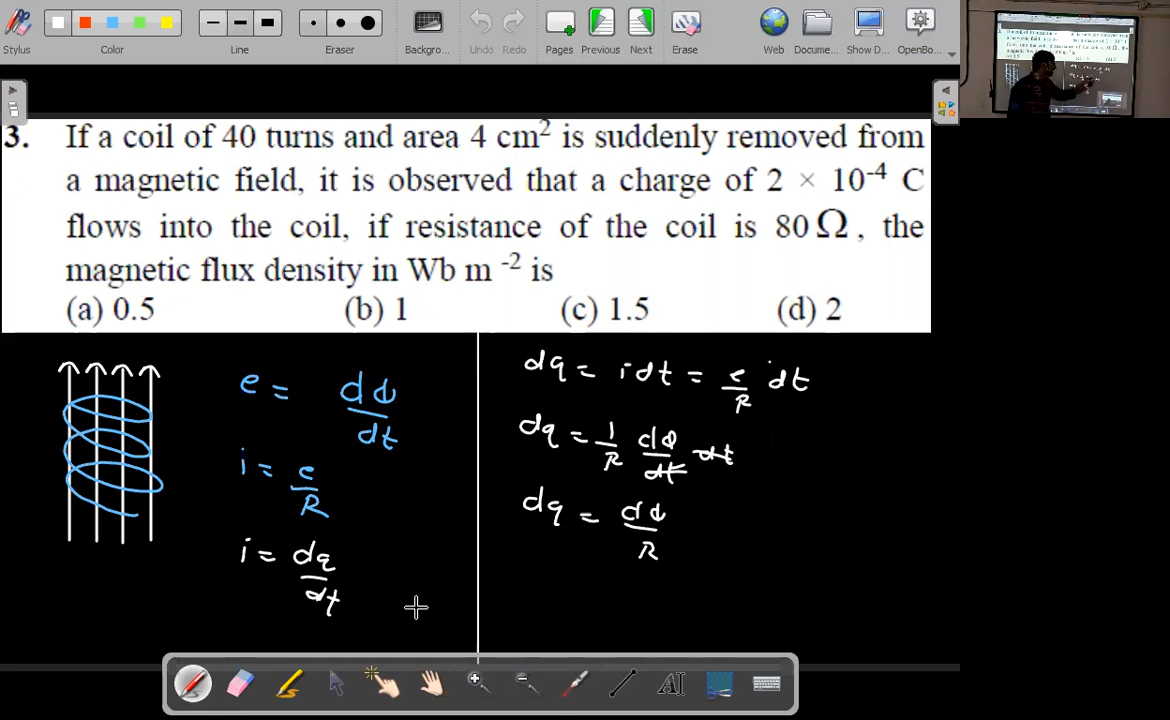 Stylus Color Line Eraser Backgro... Undo Redo Pages Previous Next Erase Web Docume... Show D... OpenBo...
3. If a coil of 40 turns and area 4 cm² is suddenly removed from
a magnetic field, it is observed that a charge of 2 × 10⁻⁴ C
flows into the coil, if resistance of the coil is 80 Ω, the
magnetic flux density in Wb m ⁻² is
(a) 0.5 (b) 1 (c) 1.5 (d) 2
e = dϕ/dt
i = e/R
i = dq/dt
dq = i dt = e/R dt
dq = 1/R dϕ/dt dt
dq = dϕ/R
AI